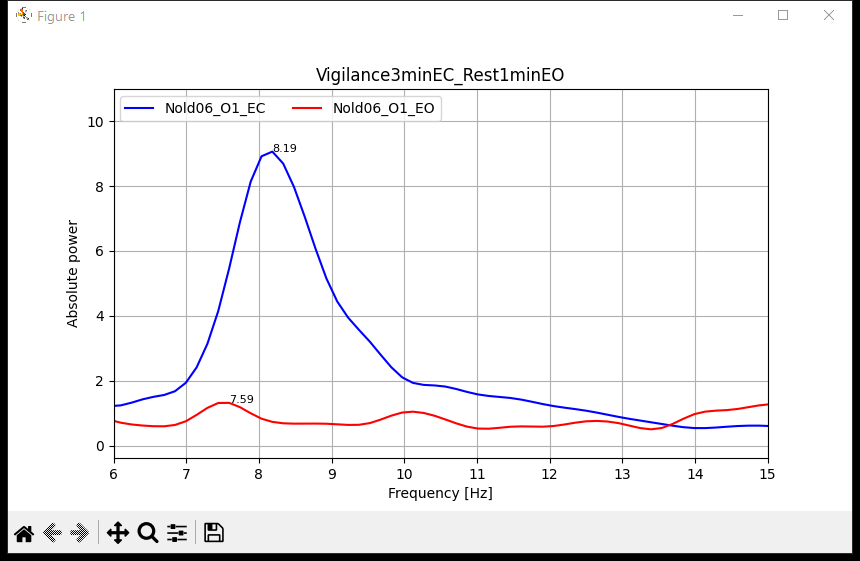 Figure 1
Vigilance3minEC_Rest1minEO
Nold06_O1_EC Nold06_O1_EO
10
8
6
4
2
0
Absolute power
8.19
7.59
6 7 8 9 10 11 12 13 14 15
Frequency [Hz]